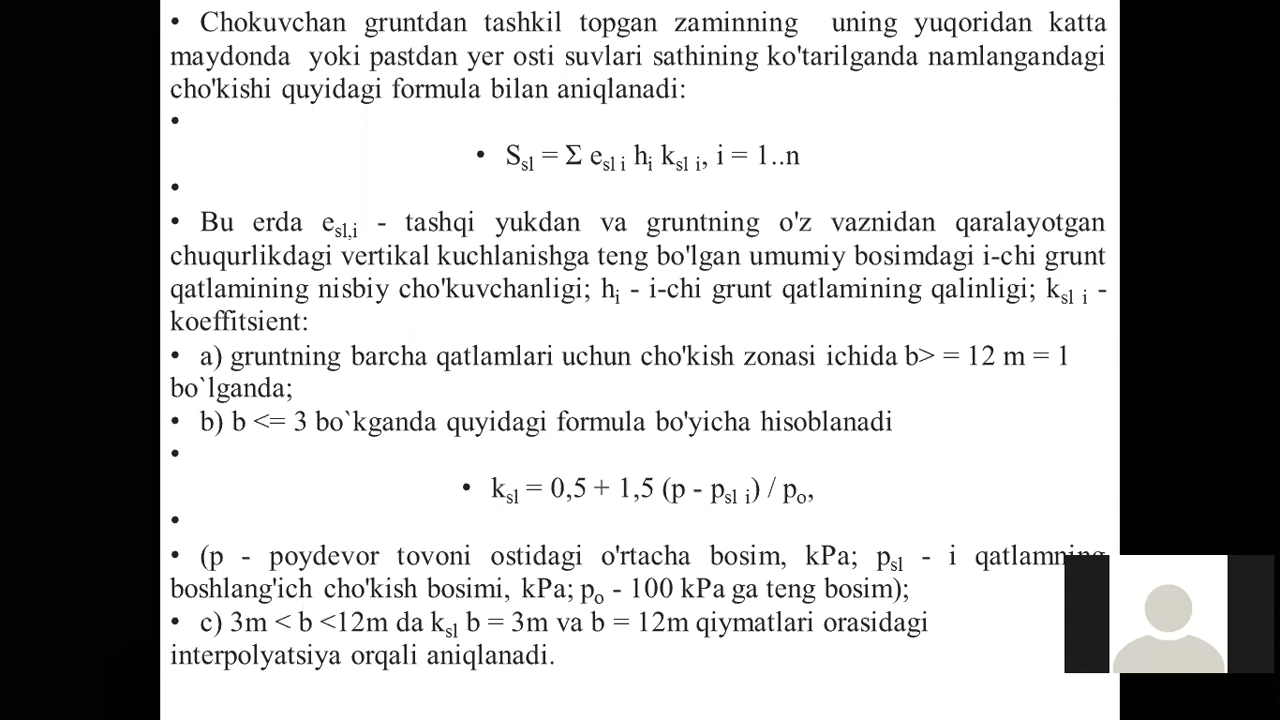 • Chokuvchan gruntdan tashkil topgan zaminning uning yuqoridan katta
maydonda yoki pastdan yer osti suvlari sathining ko'tarilganda namlangandagi
cho'kishi quyidagi formula bilan aniqlanadi:
•
• Ssl = Σ esl i hi ksl i, i = 1..n
•
• Bu erda esl,i - tashqi yukdan va gruntning o'z vaznidan qaralayotgan
chuqurlikdagi vertikal kuchlanishga teng bo'lgan umumiy bosimdagi i-chi grunt
qatlamining nisbiy cho'kuvchanligi; hi - i-chi grunt qatlamining qalinligi; ksl i -
koeffitsient:
• a) gruntning barcha qatlamlari uchun cho'kish zonasi ichida b> = 12 m = 1
bo`lganda;
• b) b <= 3 bo`kganda quyidagi formula bo'yicha hisoblanadi
•
• ksl = 0,5 + 1,5 (p - psl i) / po,
•
• (p - poydevor tovoni ostidagi o'rtacha bosim, kPa; psl - i qatlamning
boshlang'ich cho'kish bosimi, kPa; po - 100 kPa ga teng bosim);
• c) 3m < b <12m da ksl b = 3m va b = 12m qiymatlari orasidagi
interpolyatsiya orqali aniqlanadi.